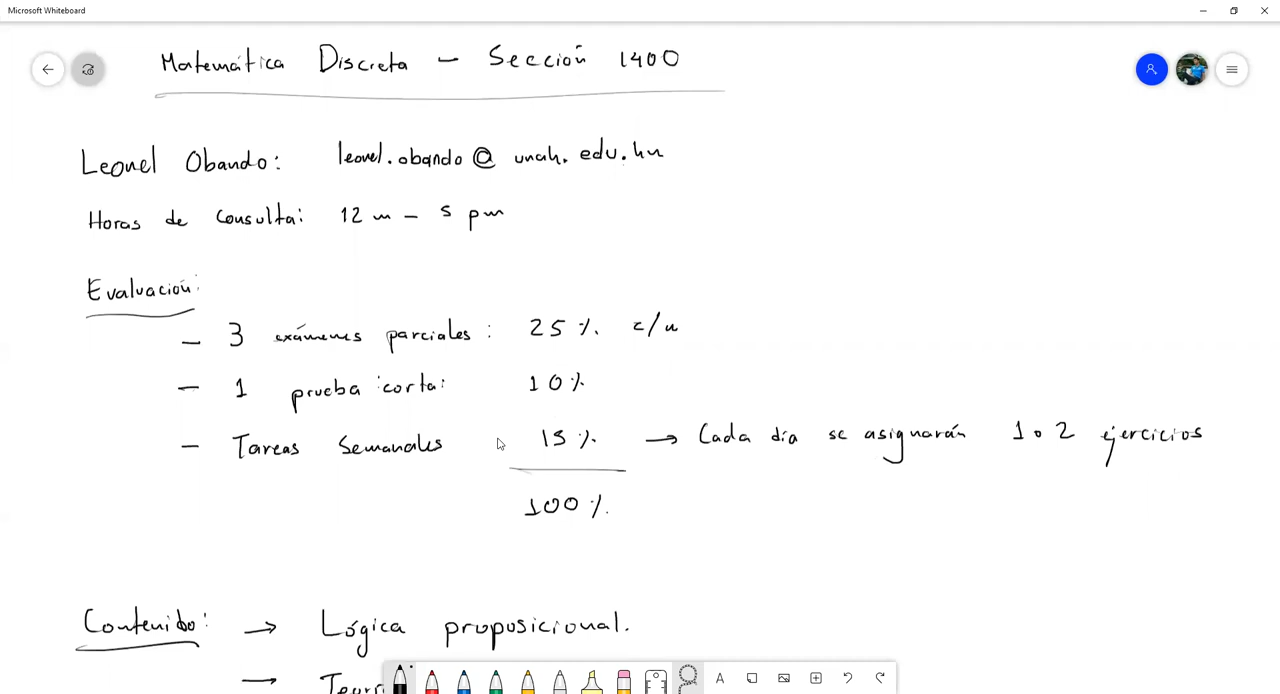 Microsoft Whiteboard
Matemática Discreta - Sección 1400
Leonel Obando: leonel.obando@unah.edu.hn
Horas de Consulta: 12 m - 5 pm
Evaluación:
- 3 exámenes parciales: 25% c/u
- 1 prueba corta: 10%
- Tareas Semanales 15% → Cada día se asignarán 1 o 2 ejercicios
100%
Contenido: → Lógica proposicional.
→